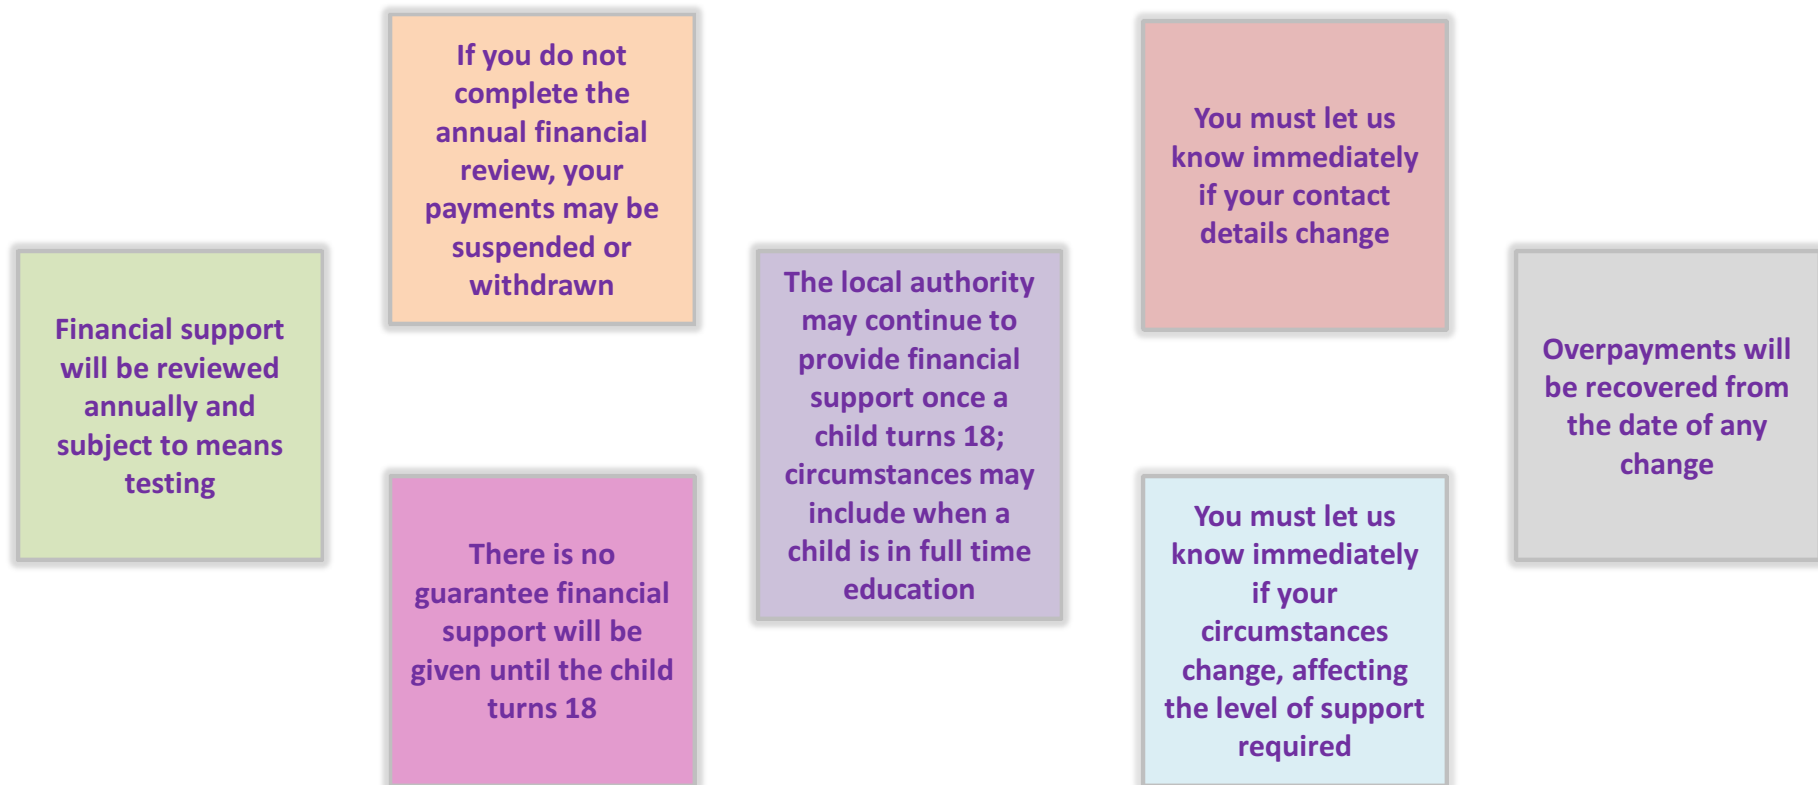 Financial support
will be reviewed
annually and
subject to means
testing
If you do not
complete the
annual financial
review, your
payments may be
suspended or
withdrawn
There is no
guarantee financial
support will be
given until the child
turns 18
The local authority
may continue to
provide financial
support once a
child turns 18;
circumstances may
include when a
child is in full time
education
You must let us
know immediately
if your contact
details change
You must let us
know immediately
if your
circumstances
change, affecting
the level of support
required
Overpayments will
be recovered from
the date of any
change